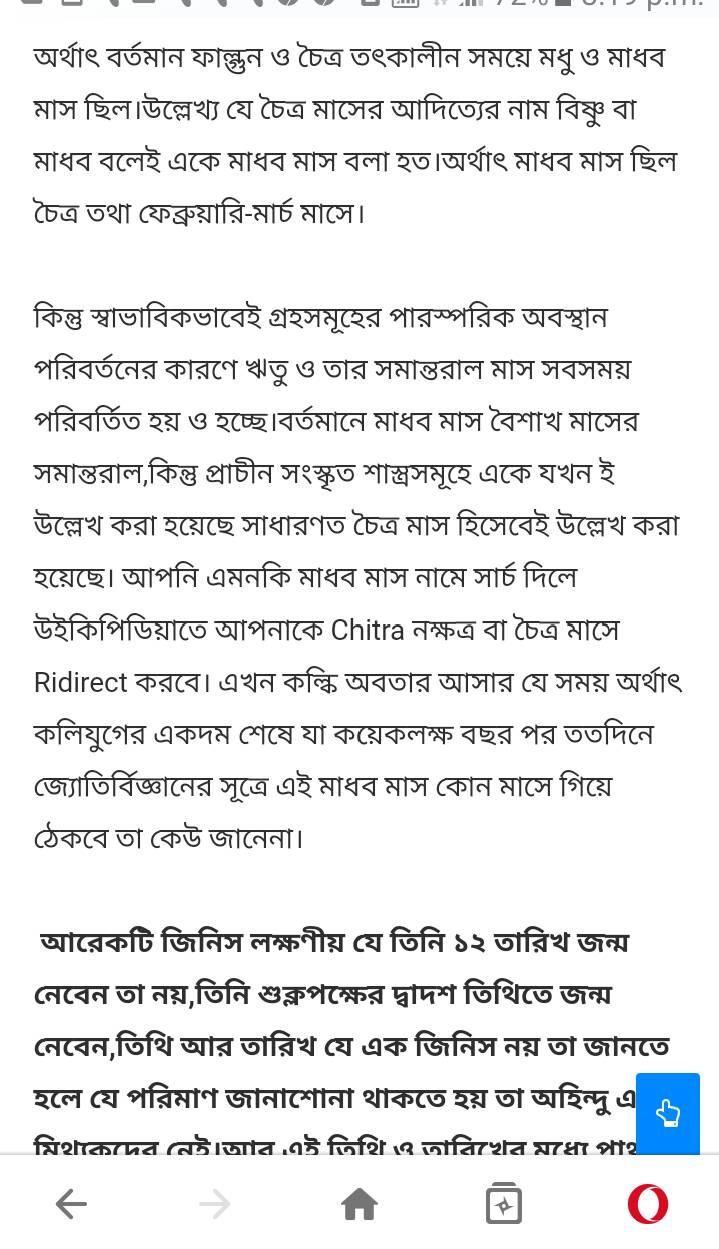 অর্থাৎ বর্তমান ফাল্গুন ও চৈত্র তৎকালীন সময়ে মধু ও মাধব
মাস ছিল।উল্লেখ্য যে চৈত্র মাসের আদিত্যের নাম বিষ্ণু বা
মাধব বলেই একে মাধব মাস বলা হত।অর্থাৎ মাধব মাস ছিল
চৈত্র তথা ফেব্রুয়ারি-মার্চ মাসে।
কিন্তু স্বাভাবিকভাবেই গ্রহসমূহের পারস্পরিক অবস্থান
পরিবর্তনের কারণে ঋতু ও তার সমান্তরাল মাস সবসময়
পরিবর্তিত হয় ও হচ্ছে।বর্তমানে মাধব মাস বৈশাখ মাসের
সমান্তরাল,কিন্তু প্রাচীন সংস্কৃত শাস্ত্রসমূহে একে যখন ই
উল্লেখ করা হয়েছে সাধারণত চৈত্র মাস হিসেবেই উল্লেখ করা
হয়েছে। আপনি এমনকি মাধব মাস নামে সার্চ দিলে
উইকিপিডিয়াতে আপনাকে Chitra নক্ষত্র বা চৈত্র মাসে
Ridirect করবে। এখন কল্কি অবতার আসার যে সময় অর্থাৎ
কলিযুগের একদম শেষে যা কয়েকলক্ষ বছর পর ততদিনে
জ্যোতির্বিজ্ঞানের সূত্রে এই মাধব মাস কোন মাসে গিয়ে
ঠেকবে তা কেউ জানেনা।
আরেকটি জিনিস লক্ষণীয় যে তিনি ১২ তারিখ জন্ম
নেবেন তা নয়,তিনি শুক্লপক্ষের দ্বাদশ তিথিতে জন্ম
নেবেন,তিথি আর তারিখ যে এক জিনিস নয় তা জানতে
হলে যে পরিমাণ জানাশোনা থাকতে হয় তা অহিন্দু এ
মিথ্যুকদের নেই।আর এই তিথি ও তারিখের মধ্যে